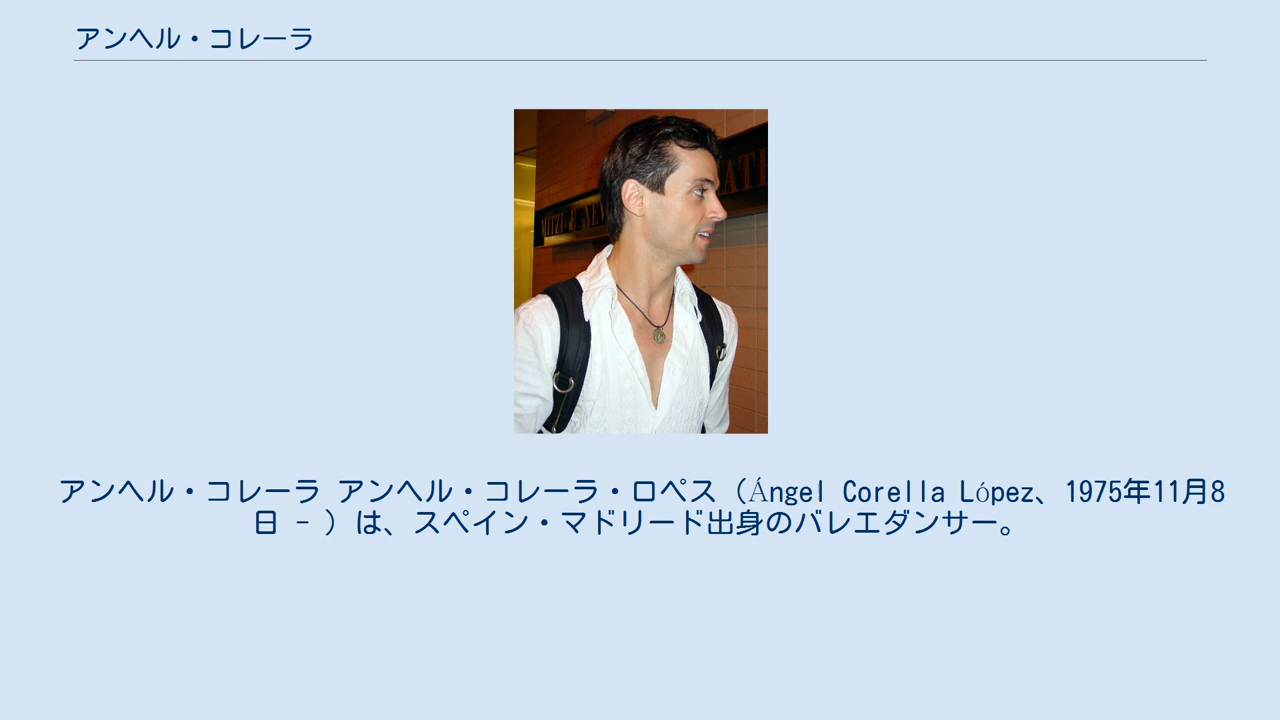 アンヘル・コレーラ
MITZI & NEW
ATE
アンヘル・コレーラ アンヘル・コレーラ・ロペス（Ángel Corella López、1975年11月8
日 - ）は、スペイン・マドリード出身のバレエダンサー。